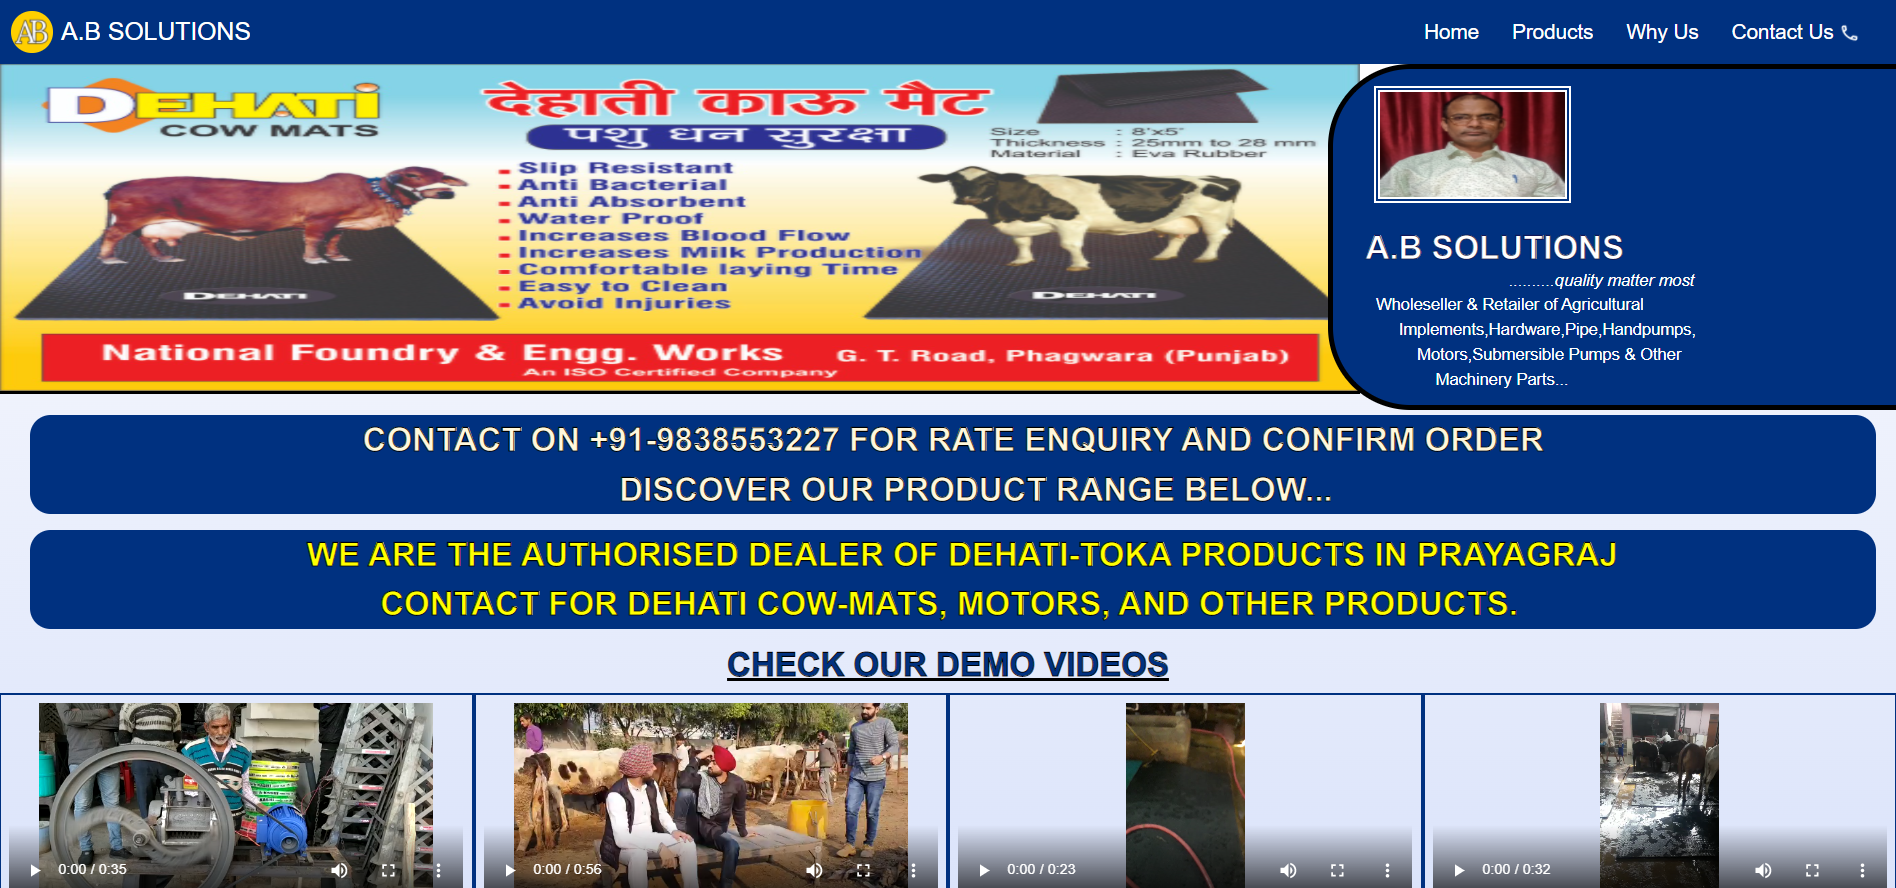 AB A.B SOLUTIONS
Home Products Why Us Contact Us
DEHATI
COW MATS
देहाती काऊ मैट
पशु धन सुरक्षा
Size : 8'x5'
Thickness : 25mm to 28 mm
Material : Eva Rubber
Slip Resistant
Anti Bacterial
Anti Absorbent
Water Proof
Increases Blood Flow
Increases Milk Production
Comfortable laying Time
Easy to Clean
Avoid Injuries
DEHATI
DEHATI
National Foundry & Engg. Works G. T. Road, Phagwara (Punjab)
An ISO Certified Company
A.B SOLUTIONS
..........quality matter most
Wholeseller & Retailer of Agricultural
Implements,Hardware,Pipe,Handpumps,
Motors,Submersible Pumps & Other
Machinery Parts...
CONTACT ON +91-9838553227 FOR RATE ENQUIRY AND CONFIRM ORDER
DISCOVER OUR PRODUCT RANGE BELOW...
WE ARE THE AUTHORISED DEALER OF DEHATI-TOKA PRODUCTS IN PRAYAGRAJ
CONTACT FOR DEHATI COW-MATS, MOTORS, AND OTHER PRODUCTS.
CHECK OUR DEMO VIDEOS
0:00 / 0:35
0:00 / 0:56
0:00 / 0:23
0:00 / 0:32